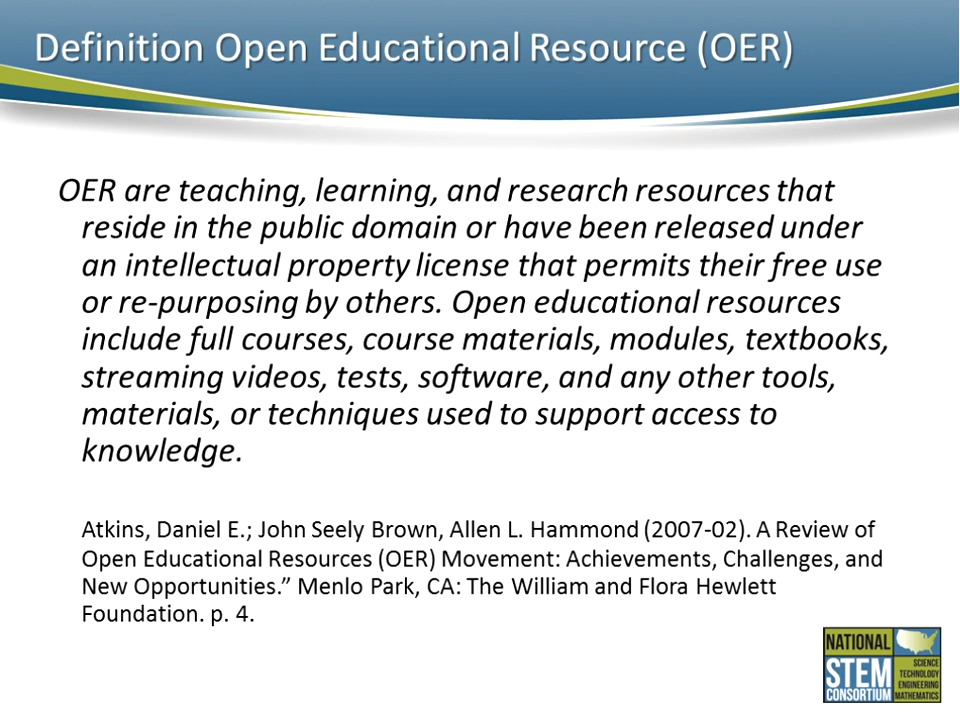 Definition Open Educational Resource (OER)
OER are teaching, learning, and research resources that
reside in the public domain or have been released under
an intellectual property license that permits their free use
or re-purposing by others. Open educational resources
include full courses, course materials, modules, textbooks,
streaming videos, tests, software, and any other tools,
materials, or techniques used to support access to
knowledge.
Atkins, Daniel E.; John Seely Brown, Allen L. Hammond (2007-02). A Review of
Open Educational Resources (OER) Movement: Achievements, Challenges, and
New Opportunities.” Menlo Park, CA: The William and Flora Hewlett
Foundation. p. 4.
NATIONAL
STEM
CONSORTIUM
SCIENCE
TECHNOLOGY
ENGINEERING
MATHEMATICS